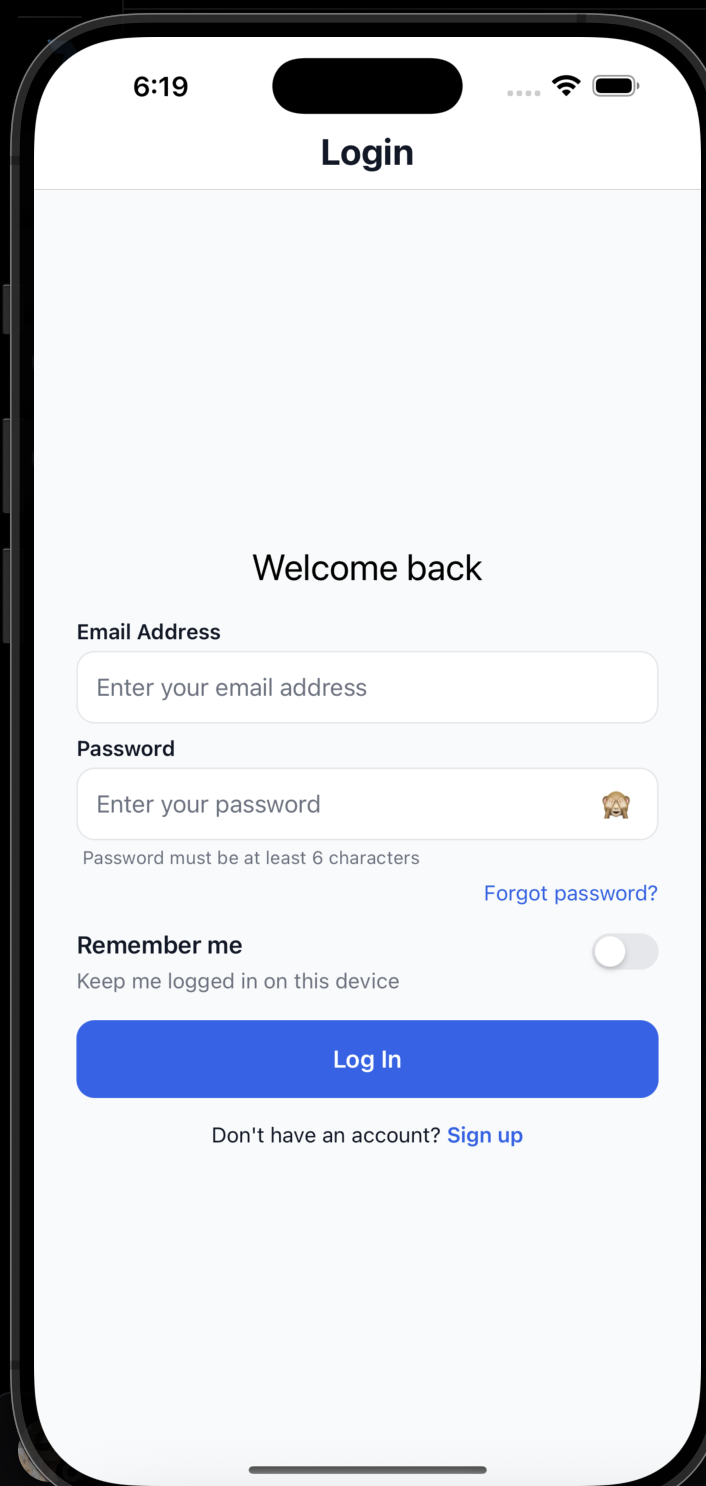 6:19
Login
Welcome back
Email Address
Enter your email address
Password
Enter your password
Password must be at least 6 characters
Forgot password?
Remember me
Keep me logged in on this device
Log In
Don't have an account? Sign up